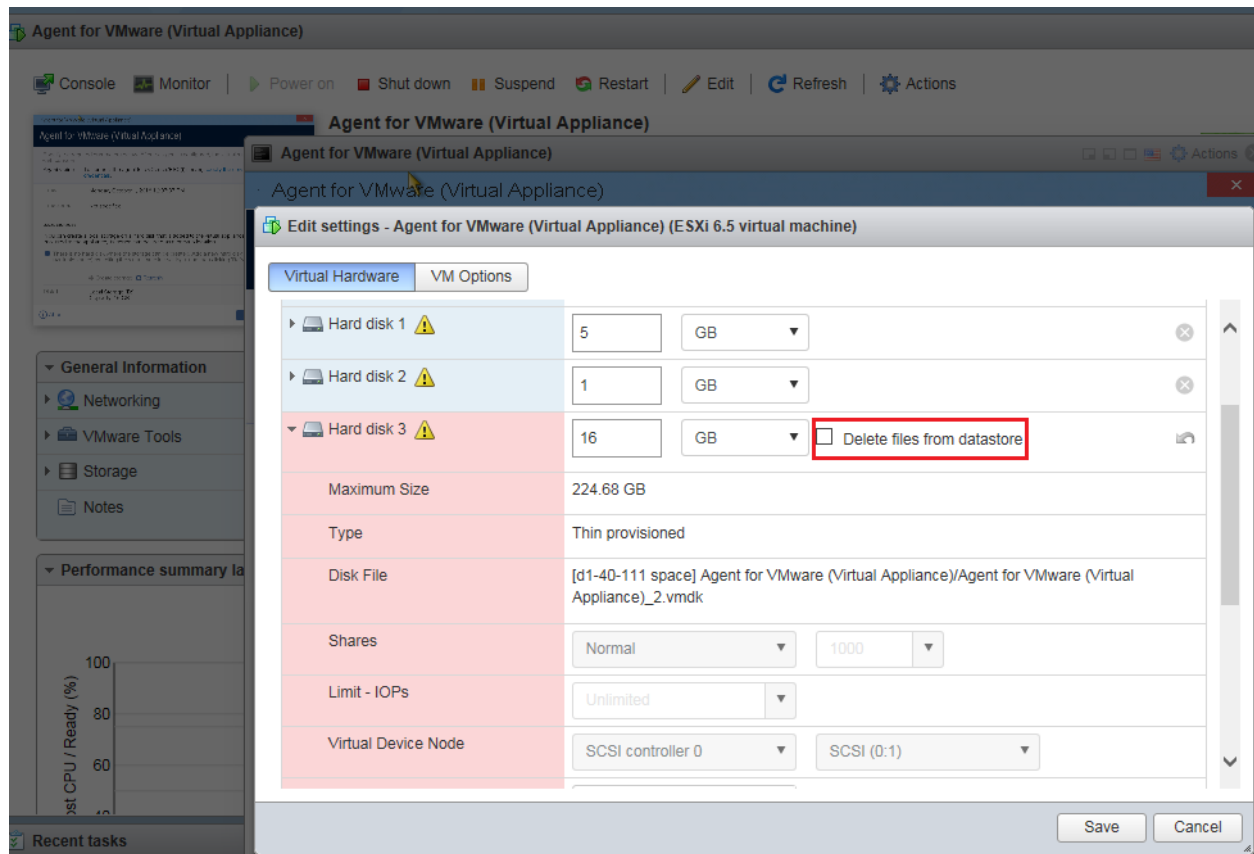 Agent for VMware (Virtual Appliance)
Console Monitor Power on Shut down Suspend Restart Edit Refresh Actions
Agent for VMware (Virtual Appliance)
Agent for VMware (Virtual Appliance)
Agent for VMware (Virtual Appliance) Actions
Agent for VMware (Virtual Appliance)
Edit settings - Agent for VMware (Virtual Appliance) (ESXi 6.5 virtual machine)
Virtual Hardware VM Options
Hard disk 1 5 GB
General Information
Hard disk 2 1 GB
Networking
Hard disk 3 16 GB Delete files from datastore
VMware Tools
Storage
Maximum Size 224.68 GB
Notes
Type Thin provisioned
Performance summary la
Disk File [d1-40-111 space] Agent for VMware (Virtual Appliance)/Agent for VMware (Virtual
Appliance)_2.vmdk
Shares Normal 1000
100
Limit - IOPs Unlimited
80
Virtual Device Node SCSI controller 0 SCSI (0:1)
60
ost CPU / Ready (%)
Save Cancel
Recent tasks